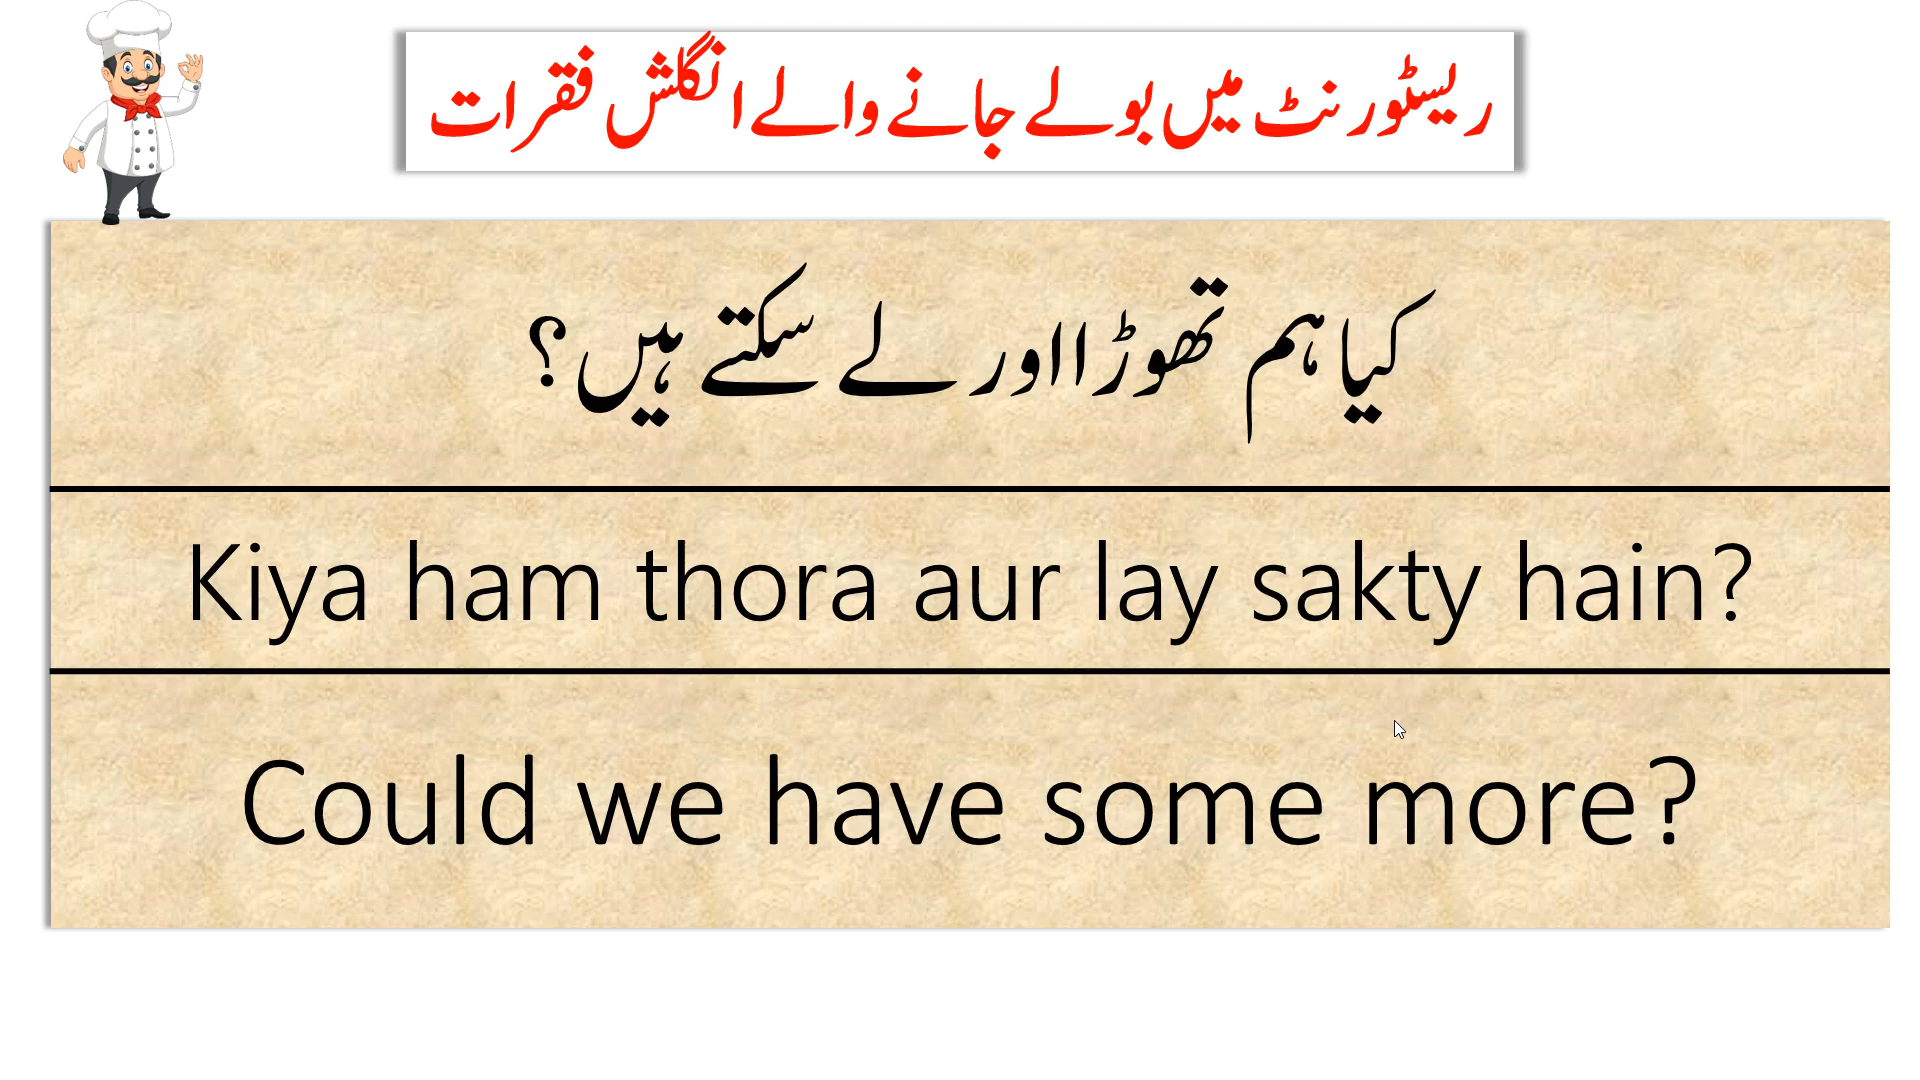 ریسٹورنٹ میں بولے جانے والے انگلش فقرات
کیا ہم تھوڑا اور لے سکتے ہیں؟
Kiya ham thora aur lay sakty hain?
Could we have some more?